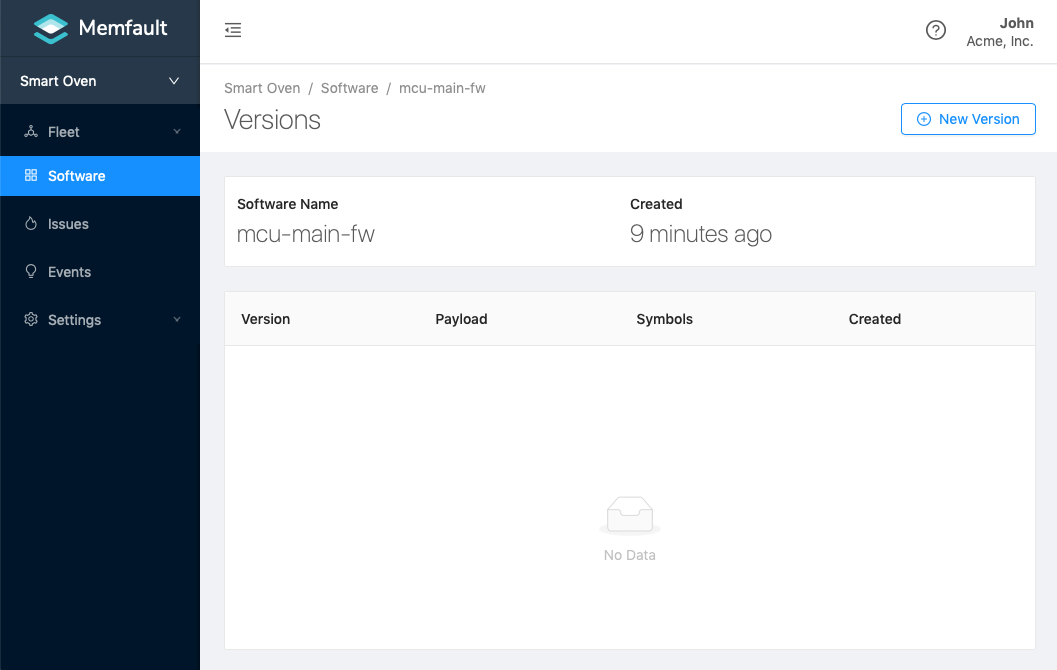 Memfault
John
Acme, Inc.
Smart Oven
Fleet
Software
Issues
Events
Settings
Smart Oven / Software / mcu-main-fw
Versions
New Version
Software Name Created
mcu-main-fw 9 minutes ago
Version Payload Symbols Created
No Data